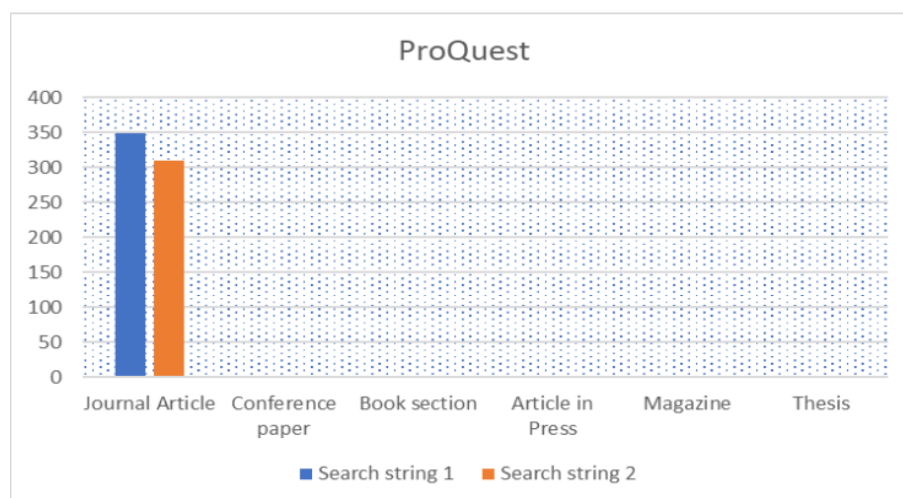 ProQuest
400
350
300
250
200
150
100
50
0
Journal Article
Conference paper
Book section
Article in Press
Magazine
Thesis
Search string 1
Search string 2